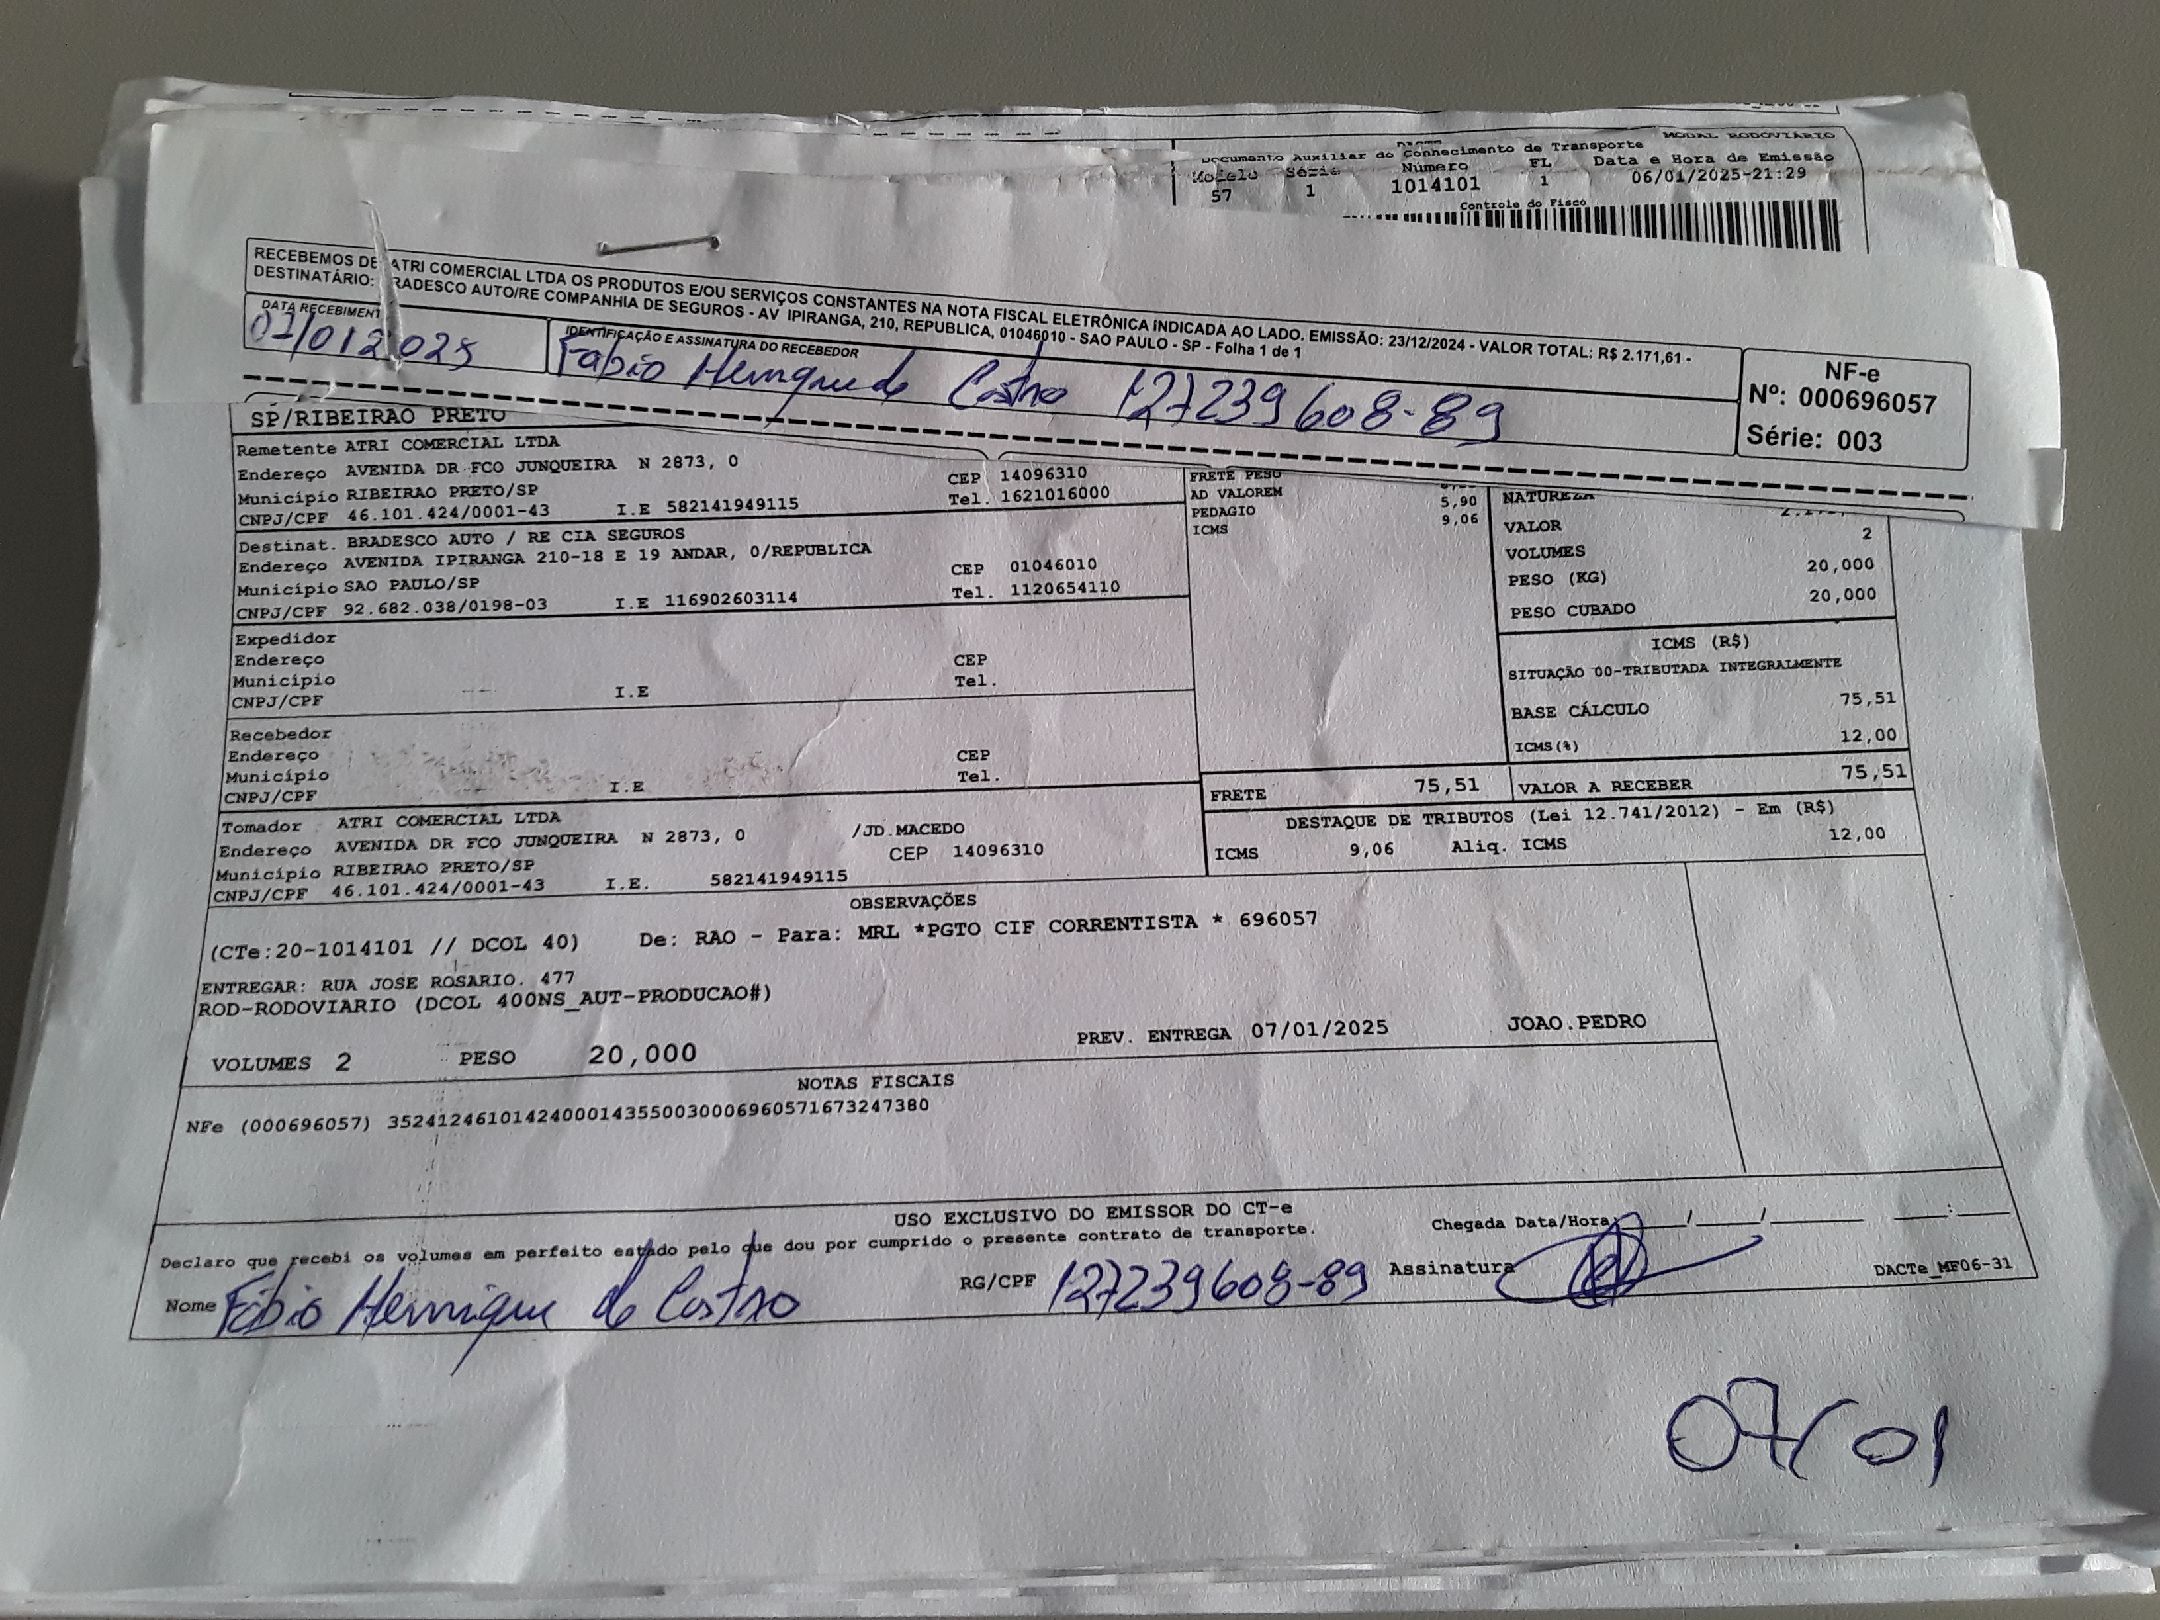 MODAL RODOVIÁRIO
Documento Auxiliar do Conhecimento de Transporte
Modelo Série Número FL Data e Hora de Emissão
57 1 1014101 1 06/01/2025-21:29
Controle do Fisco
RECEBEMOS DE ATRI COMERCIAL LTDA OS PRODUTOS E/OU SERVIÇOS CONSTANTES NA NOTA FISCAL ELETRÔNICA INDICADA AO LADO. EMISSÃO: 23/12/2024 - VALOR TOTAL: R$ 2.171,61 -
DESTINATÁRIO: BRADESCO AUTO/RE COMPANHIA DE SEGUROS - AV IPIRANGA, 210, REPUBLICA, 01046010 - SAO PAULO - SP - Folha 1 de 1
DATA RECEBIMENT
07/01 2025
IDENTIFICAÇÃO E ASSINATURA DO RECEBEDOR
Fabio Henrique de Castro 127239608-89
NF-e
Nº: 000696057
Série: 003
SP/RIBEIRAO PRETO
Remetente ATRI COMERCIAL LTDA
Endereço AVENIDA DR FCO JUNQUEIRA N 2873, 0
Município RIBEIRAO PRETO/SP CEP 14096310
CNPJ/CPF 46.101.424/0001-43 I.E 582141949115 Tel. 1621016000
Destinat. BRADESCO AUTO / RE CIA SEGUROS
Endereço AVENIDA IPIRANGA 210-18 E 19 ANDAR, 0/REPUBLICA
Município SAO PAULO/SP CEP 01046010
CNPJ/CPF 92.682.038/0198-03 I.E 116902603114 Tel. 1120654110
Expedidor
Endereço CEP
Município Tel.
CNPJ/CPF I.E
Recebedor
Endereço CEP
Município Tel.
CNPJ/CPF I.E
Tomador ATRI COMERCIAL LTDA
Endereço AVENIDA DR FCO JUNQUEIRA N 2873, 0 /JD.MACEDO
Município RIBEIRAO PRETO/SP CEP 14096310
CNPJ/CPF 46.101.424/0001-43 I.E. 582141949115
FRETE PESO
AD VALOREM
PEDAGIO 5,90
ICMS 9,06
NATUREZA
VALOR
VOLUMES 2
PESO (KG) 20,000
PESO CUBADO 20,000
ICMS (R$)
SITUAÇÃO 00-TRIBUTADA INTEGRALMENTE
BASE CÁLCULO 75,51
ICMS(%) 12,00
FRETE 75,51 VALOR A RECEBER 75,51
DESTAQUE DE TRIBUTOS (Lei 12.741/2012) - Em (R$)
ICMS 9,06 Aliq. ICMS 12,00
OBSERVAÇÕES
(CTe:20-1014101 // DCOL 40) De: RAO - Para: MRL *PGTO CIF CORRENTISTA * 696057
ENTREGAR: RUA JOSE ROSARIO. 477
ROD-RODOVIARIO (DCOL 400NS_AUT-PRODUCAO#)
VOLUMES 2 PESO 20,000 PREV. ENTREGA 07/01/2025 JOAO.PEDRO
NOTAS FISCAIS
NFe (000696057) 35241246101424000143550030006960571673247380
USO EXCLUSIVO DO EMISSOR DO CT-e
Declaro que recebi os volumes em perfeito estado pelo que dou por cumprido o presente contrato de transporte.
Chegada Data/Hora: ____/____/________ ____:____
Nome Fábio Henrique de Castro RG/CPF 127239608-89 Assinatura
DACTe_MF06-31
07/01